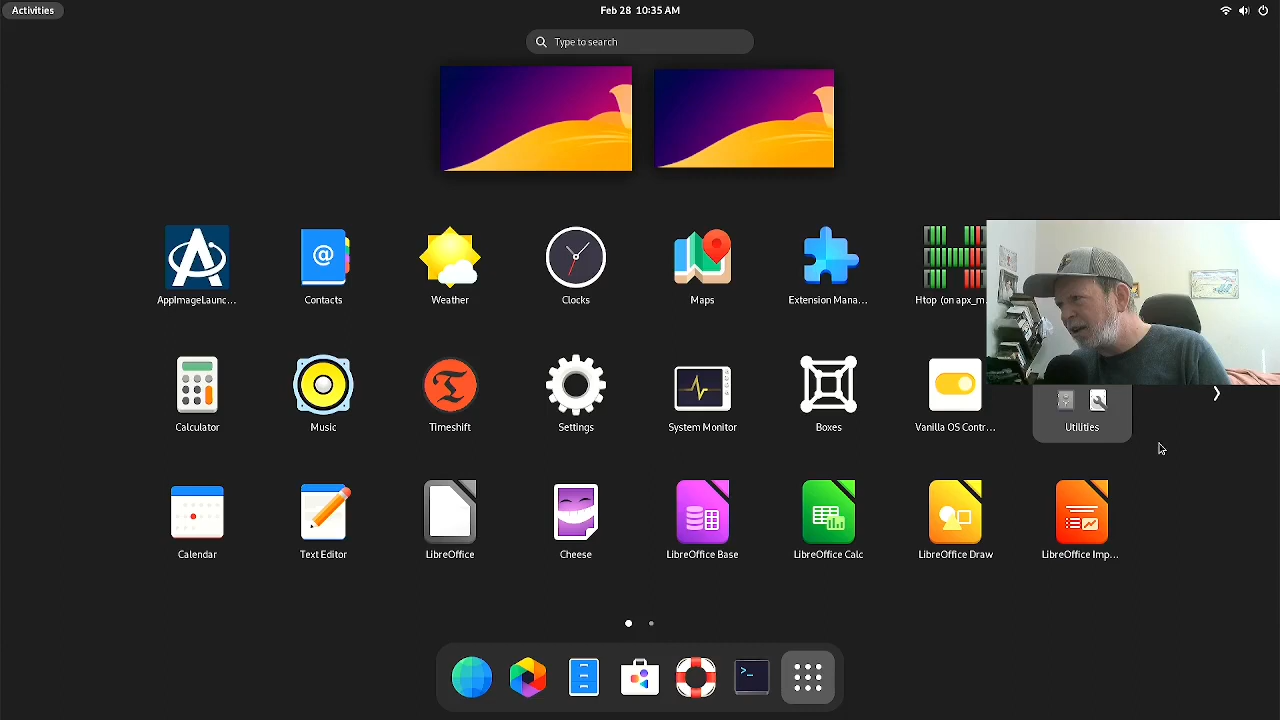 Activities
Feb 28 10:35 AM
Type to search
AppImageLaunc...
Contacts
Weather
Clocks
Maps
Extension Mana...
Htop (on apx_m
Calculator
Music
Timeshift
Settings
System Monitor
Boxes
Vanilla OS Contr...
Utilities
Calendar
Text Editor
LibreOffice
Cheese
LibreOffice Base
LibreOffice Calc
LibreOffice Draw
LibreOffice Imp...